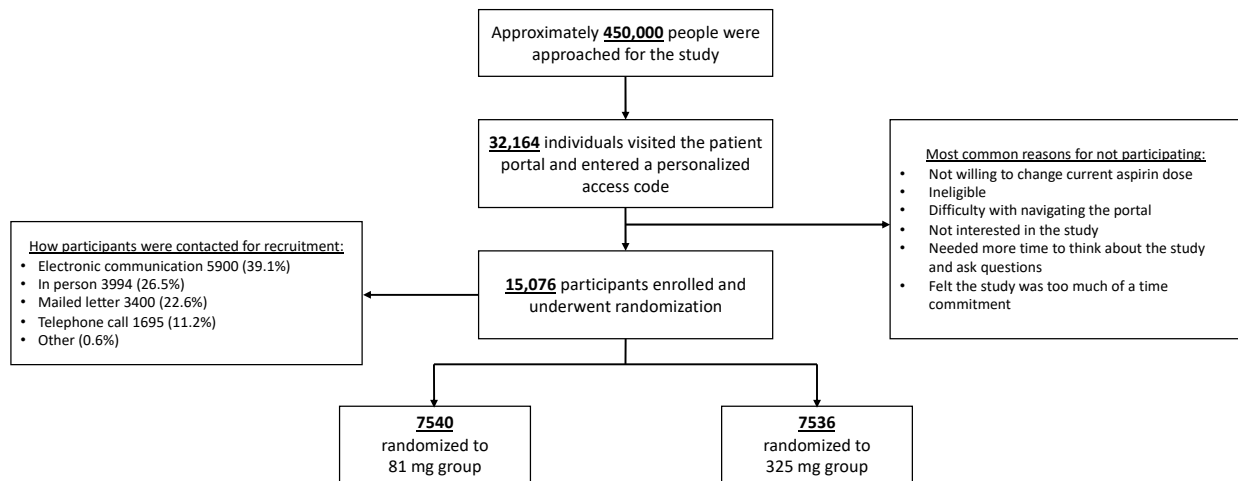 Approximately 450,000 people were
approached for the study
32,164 individuals visited the patient
portal and entered a personalized
access code
Most common reasons for not participating:
• Not willing to change current aspirin dose
• Ineligible
• Difficulty with navigating the portal
• Not interested in the study
• Needed more time to think about the study
and ask questions
• Felt the study was too much of a time
commitment
How participants were contacted for recruitment:
• Electronic communication 5900 (39.1%)
• In person 3994 (26.5%)
• Mailed letter 3400 (22.6%)
• Telephone call 1695 (11.2%)
• Other (0.6%)
15,076 participants enrolled and
underwent randomization
7540
randomized to
81 mg group
7536
randomized to
325 mg group